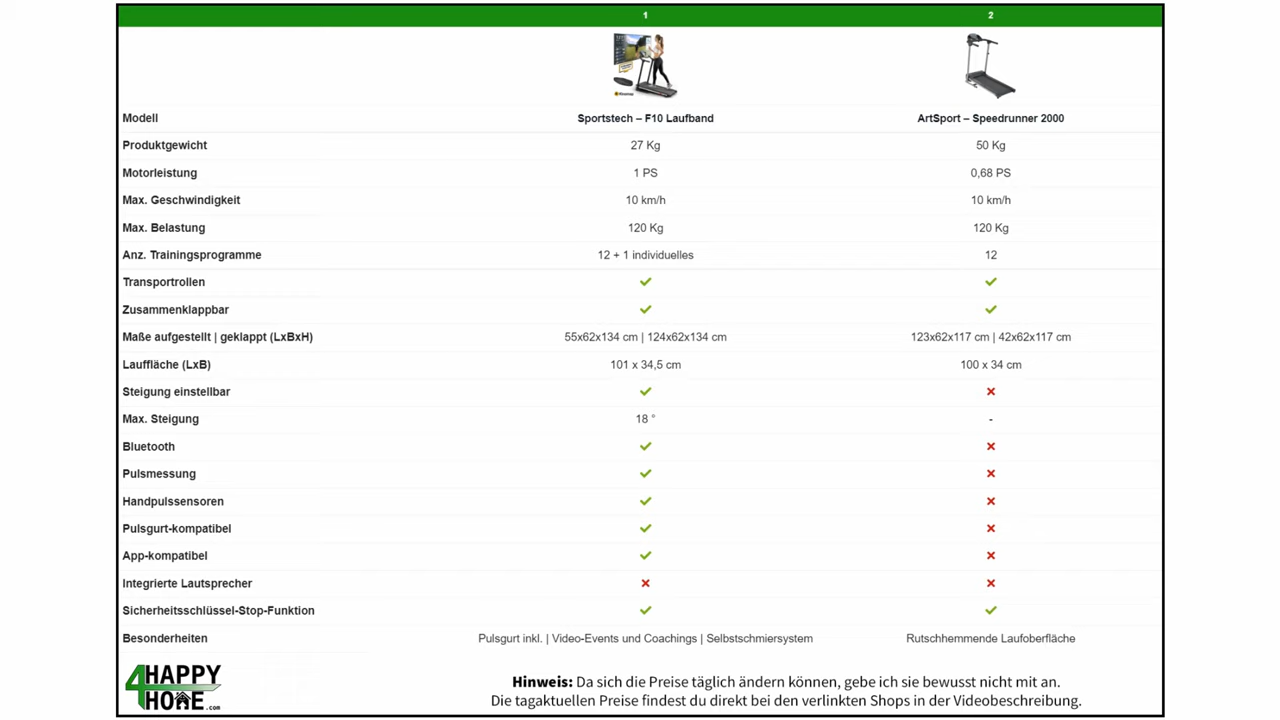 1 2
Modell Sportstech – F10 Laufband ArtSport – Speedrunner 2000
Produktgewicht 27 Kg 50 Kg
Motorleistung 1 PS 0,68 PS
Max. Geschwindigkeit 10 km/h 10 km/h
Max. Belastung 120 Kg 120 Kg
Anz. Trainingsprogramme 12 + 1 individuelles 12
Transportrollen
Zusammenklappbar
Maße aufgestellt | geklappt (LxBxH) 55x62x134 cm | 124x62x134 cm 123x62x117 cm | 42x62x117 cm
Lauffläche (LxB) 101 x 34,5 cm 100 x 34 cm
Steigung einstellbar
Max. Steigung 18 ° -
Bluetooth
Pulsmessung
Handpulssensoren
Pulsgurt-kompatibel
App-kompatibel
Integrierte Lautsprecher
Sicherheitsschlüssel-Stop-Funktion
Besonderheiten Pulsgurt inkl. | Video-Events und Coachings | Selbstschmiersystem Rutschhemmende Laufoberfläche
4HAPPY
HOME.com
Hinweis: Da sich die Preise täglich ändern können, gebe ich sie bewusst nicht mit an.
Die tagaktuellen Preise findest du direkt bei den verlinkten Shops in der Videobeschreibung.